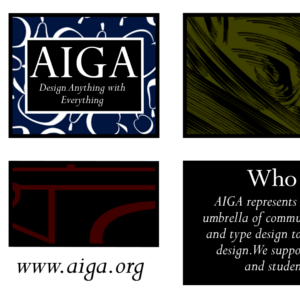 AIGA
Design Anything with
Everything
www.aiga.org
Who
AIGA represents
umbrella of commu
and type design to
design.We suppo
and studen